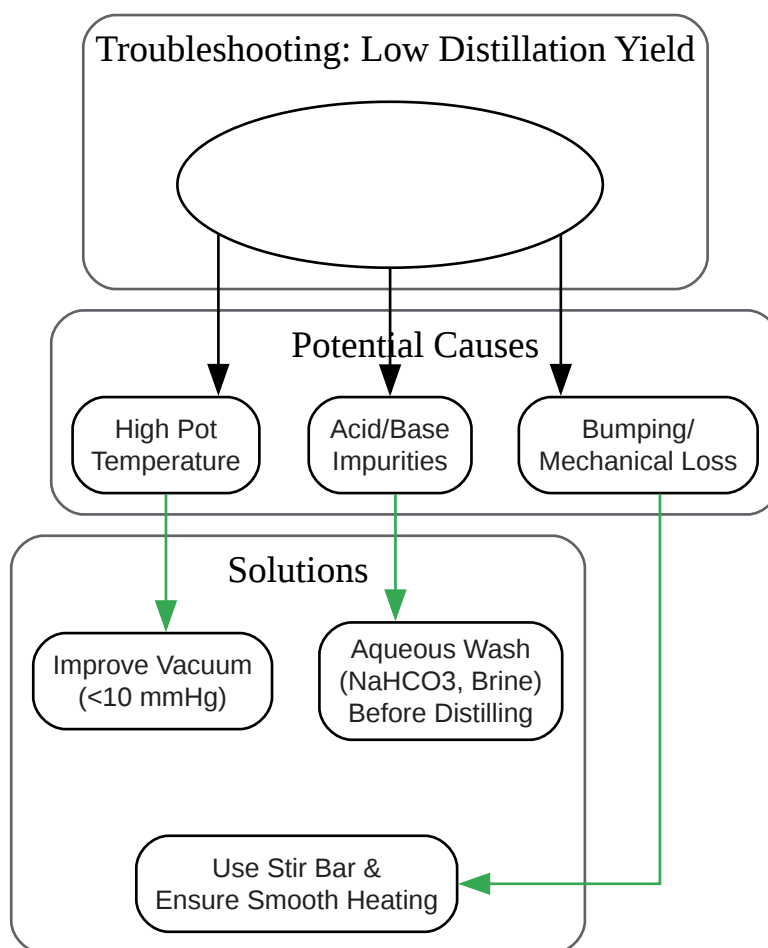 Troubleshooting: Low Distillation Yield
Potential Causes
High Pot
Temperature
Acid/Base
Impurities
Bumping/
Mechanical Loss
Solutions
Improve Vacuum
(<10 mmHg)
Aqueous Wash
(NaHCO3, Brine)
Before Distilling
Use Stir Bar &
Ensure Smooth Heating